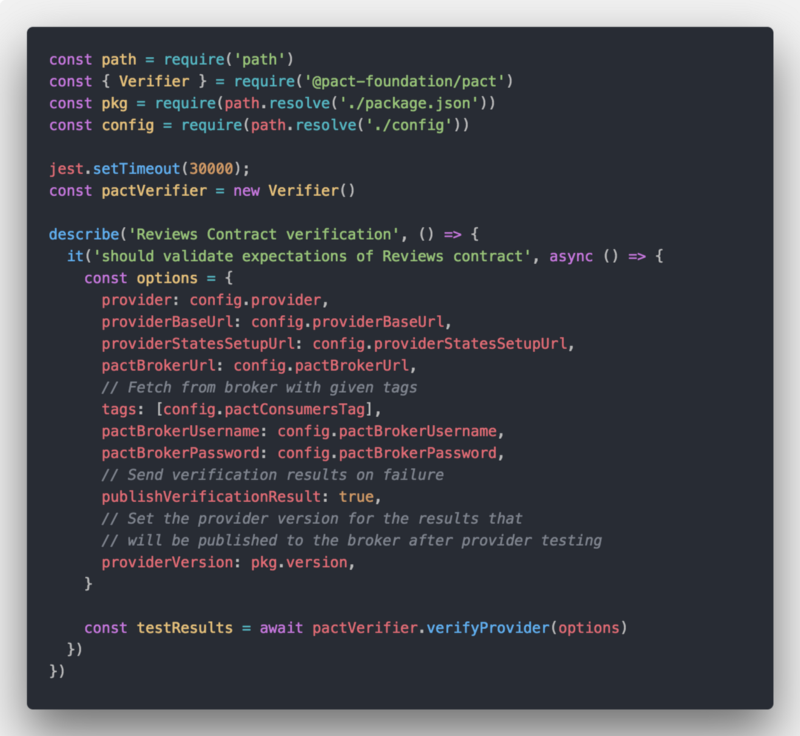 const path = require('path')
const { Verifier } = require('@pact-foundation/pact')
const pkg = require(path.resolve('./package.json'))
const config = require(path.resolve('./config'))

jest.setTimeout(30000);
const pactVerifier = new Verifier()

describe('Reviews Contract verification', () => {
  it('should validate expectations of Reviews contract', async () => {
    const options = {
      provider: config.provider,
      providerBaseUrl: config.providerBaseUrl,
      providerStatesSetupUrl: config.providerStatesSetupUrl,
      pactBrokerUrl: config.pactBrokerUrl,
      // Fetch from broker with given tags
      tags: [config.pactConsumersTag],
      pactBrokerUsername: config.pactBrokerUsername,
      pactBrokerPassword: config.pactBrokerPassword,
      // Send verification results on failure
      publishVerificationResult: true,
      // Set the provider version for the results that
      // will be published to the broker after provider testing
      providerVersion: pkg.version,
    }

    const testResults = await pactVerifier.verifyProvider(options)
  })
})